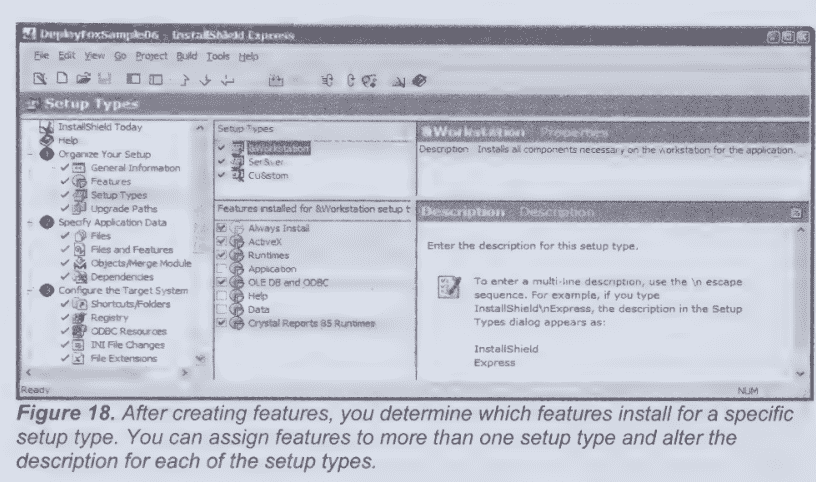 DeployFoxSample06 - InstallShield Express
File Edit View Go Project Build Tools Help
Setup Types
InstallShield Today
Help
Organize Your Setup
General Information
Features
Setup Types
Upgrade Paths
Specify Application Data
Files
Files and Features
Objects/Merge Module
Dependencies
Configure the Target System
Shortcuts/Folders
Registry
ODBC Resources
INI File Changes
File Extensions
Setup Types
&Workstation
Ser&ver
Cu&stom
Features installed for &Workstation setup t
Always Install
ActiveX
Runtimes
Application
OLE DB and ODBC
Help
Data
Crystal Reports 85 Runtimes
&Workstation Properties
Description Installs all components necessary on the workstation for the application.
Description Description
Enter the description for this setup type.
To enter a multi-line description, use the \n escape
sequence. For example, if you type
InstallShield\nExpress, the description in the Setup
Types dialog appears as:
InstallShield
Express
Ready
NUM
Figure 18. After creating features, you determine which features install for a specific
setup type. You can assign features to more than one setup type and alter the
description for each of the setup types.